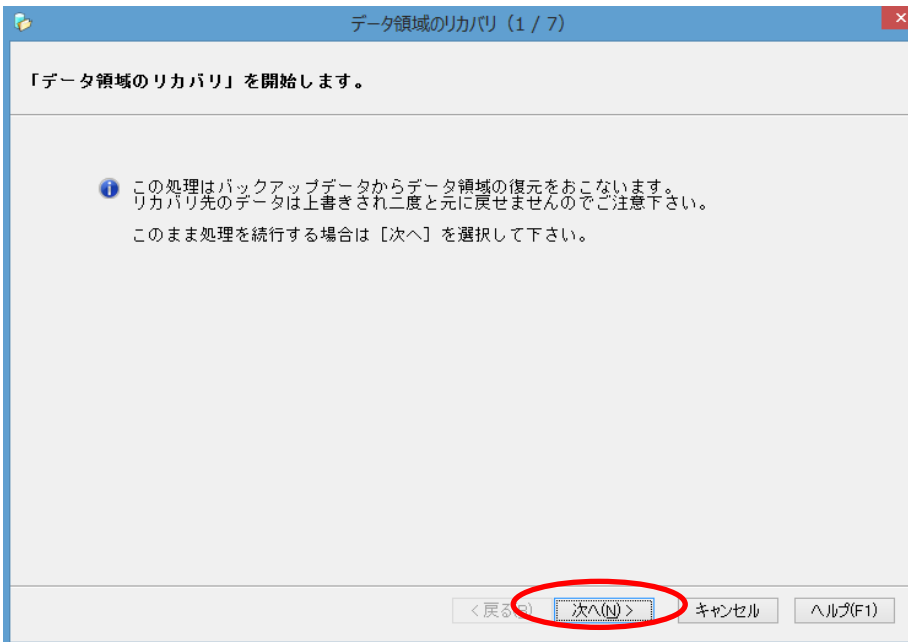 データ領域のリカバリ（1 / 7）
「データ領域のリカバリ」を開始します。
この処理はバックアップデータからデータ領域の復元をおこないます。
リカバリ先のデータは上書きされ二度と元に戻せませんのでご注意下さい。
このまま処理を続行する場合は［次へ］を選択して下さい。
< 戻る(B) 次へ(N) > キャンセル ヘルプ(F1)